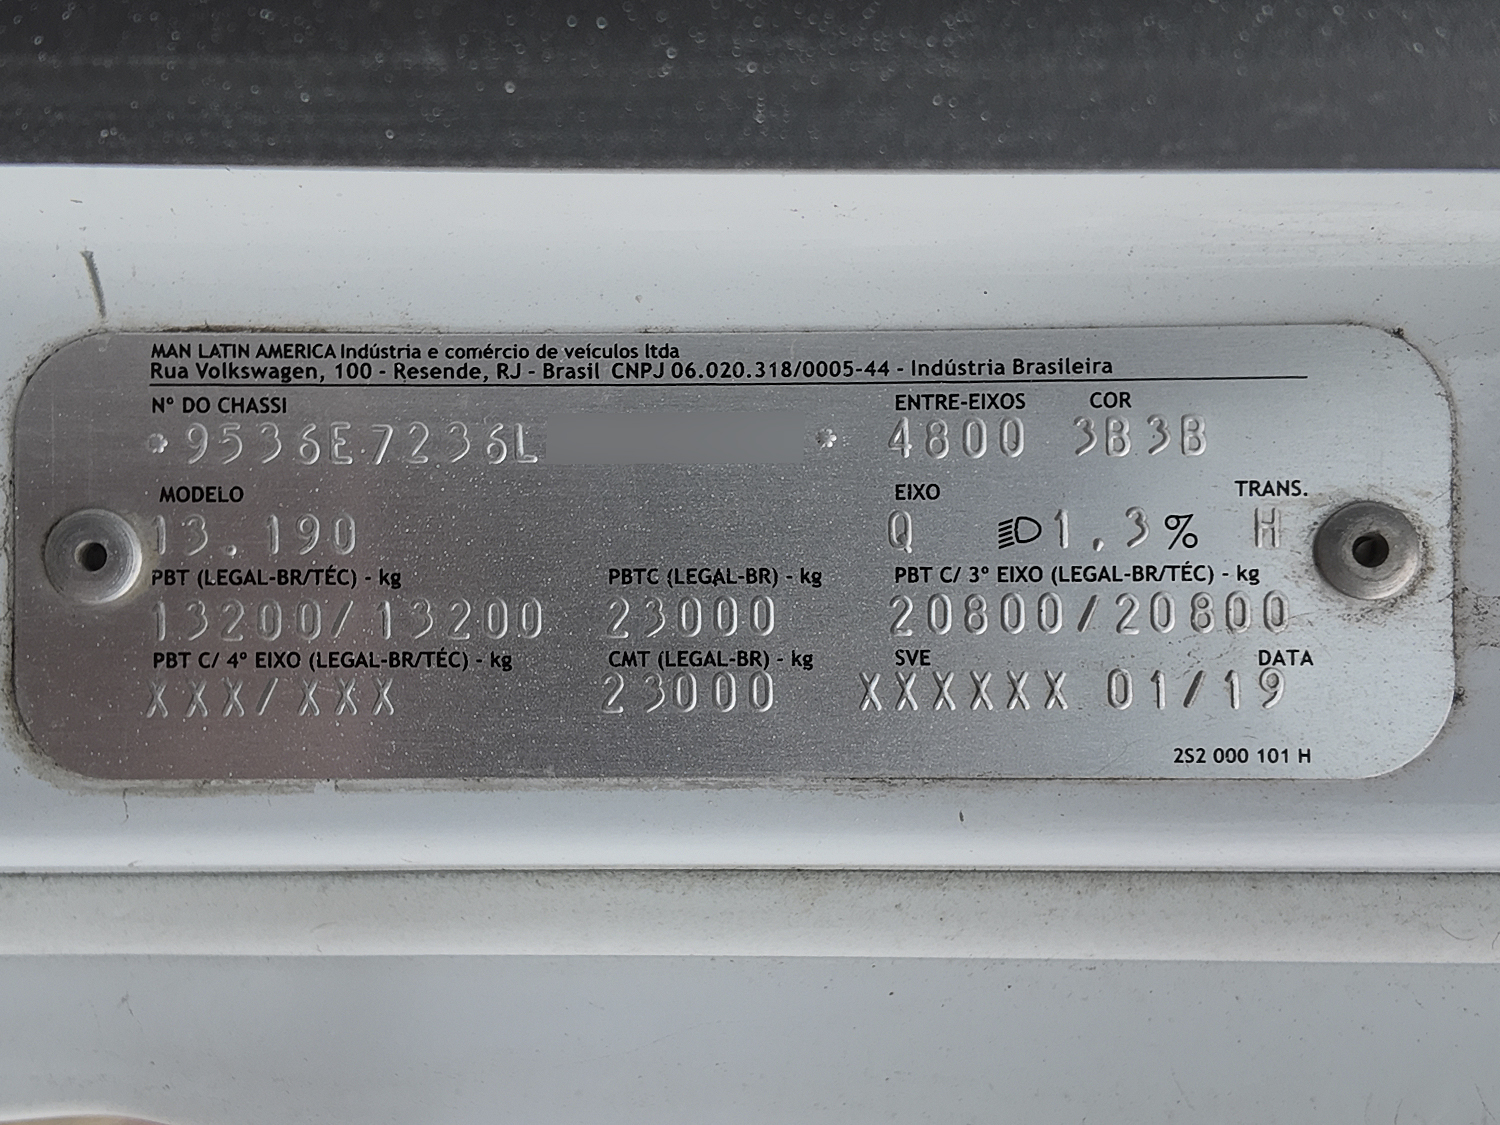 MAN LATIN AMERICA Indústria e comércio de veículos ltda
Rua Volkswagen, 100 - Resende, RJ - Brasil CNPJ 06.020.318/0005-44 - Indústria Brasileira
Nº DO CHASSI ENTRE-EIXOS COR
*9536E7236L * 4800 3B3B
MODELO EIXO TRANS.
13.190 Q 1,3% H
PBT (LEGAL-BR/TÉC) - kg PBTC (LEGAL-BR) - kg PBT C/ 3º EIXO (LEGAL-BR/TÉC) - kg
13200/13200 23000 20800/20800
PBT C/ 4º EIXO (LEGAL-BR/TÉC) - kg CMT (LEGAL-BR) - kg SVE DATA
XXX/XXX 23000 XXXXXX 01/19
2S2 000 101 H